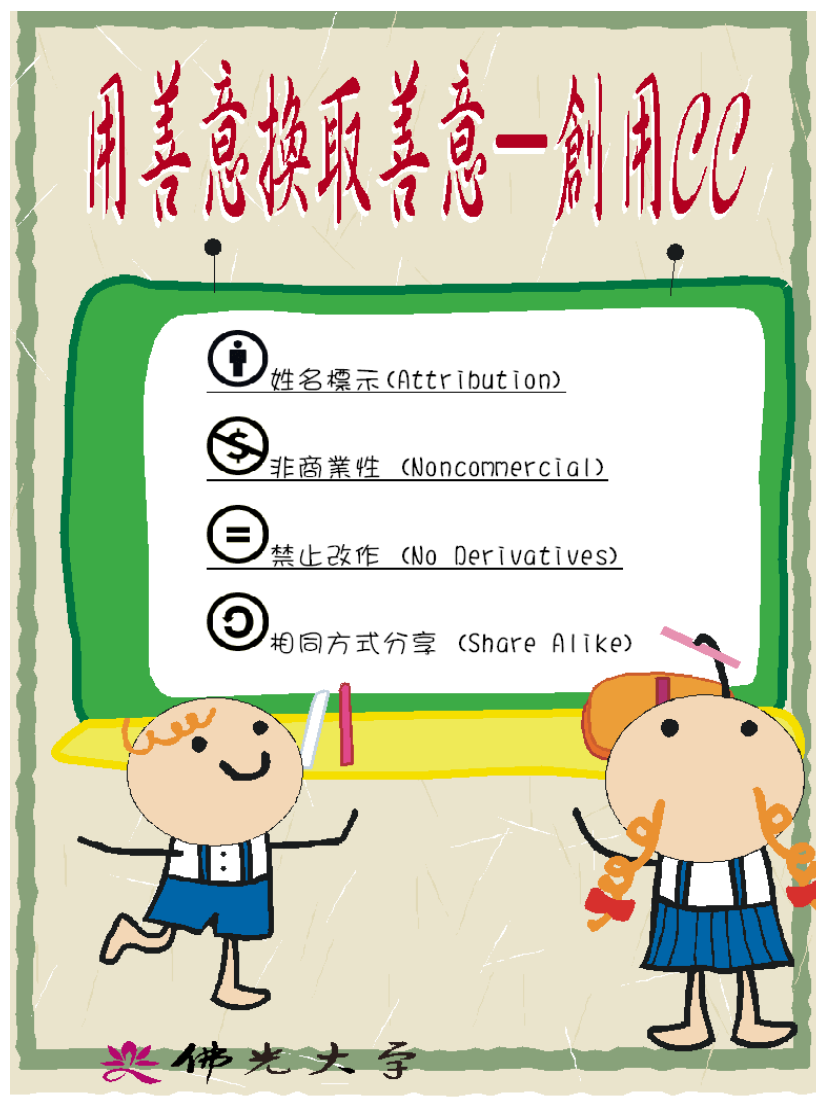 用善意換取善意—創用CC
姓名標示(Attribution)
非商業性 (Noncommercial)
禁止改作 (No Derivatives)
相同方式分享 (Share Alike)
佛光大学